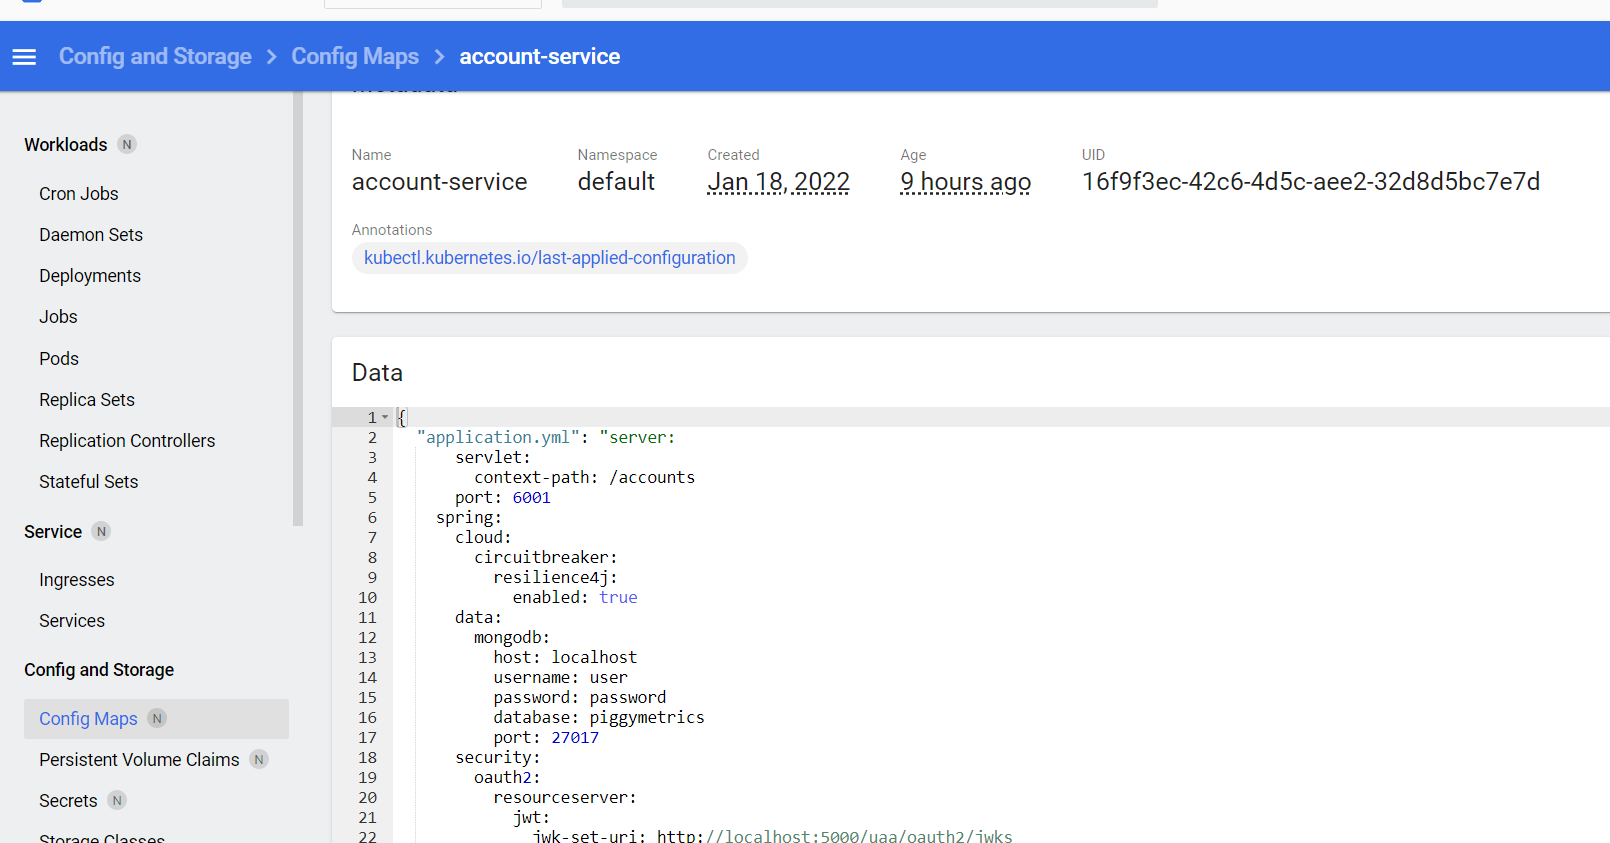 Config and Storage > Config Maps > account-service
Workloads N
Cron Jobs
Daemon Sets
Deployments
Jobs
Pods
Replica Sets
Replication Controllers
Stateful Sets
Service N
Ingresses
Services
Config and Storage
Config Maps N
Persistent Volume Claims N
Secrets N
Storage Classes
Metadata
Name Namespace Created Age UID
account-service default Jan 18, 2022 9 hours ago 16f9f3ec-42c6-4d5c-aee2-32d8d5bc7e7d
Annotations
kubectl.kubernetes.io/last-applied-configuration
Data
1 {
2 "application.yml": "server:
3 servlet:
4 context-path: /accounts
5 port: 6001
6 spring:
7 cloud:
8 circuitbreaker:
9 resilience4j:
10 enabled: true
11 data:
12 mongodb:
13 host: localhost
14 username: user
15 password: password
16 database: piggymetrics
17 port: 27017
18 security:
19 oauth2:
20 resourceserver:
21 jwt:
22 jwk-set-uri: http://localhost:5000/uaa/oauth2/jwks